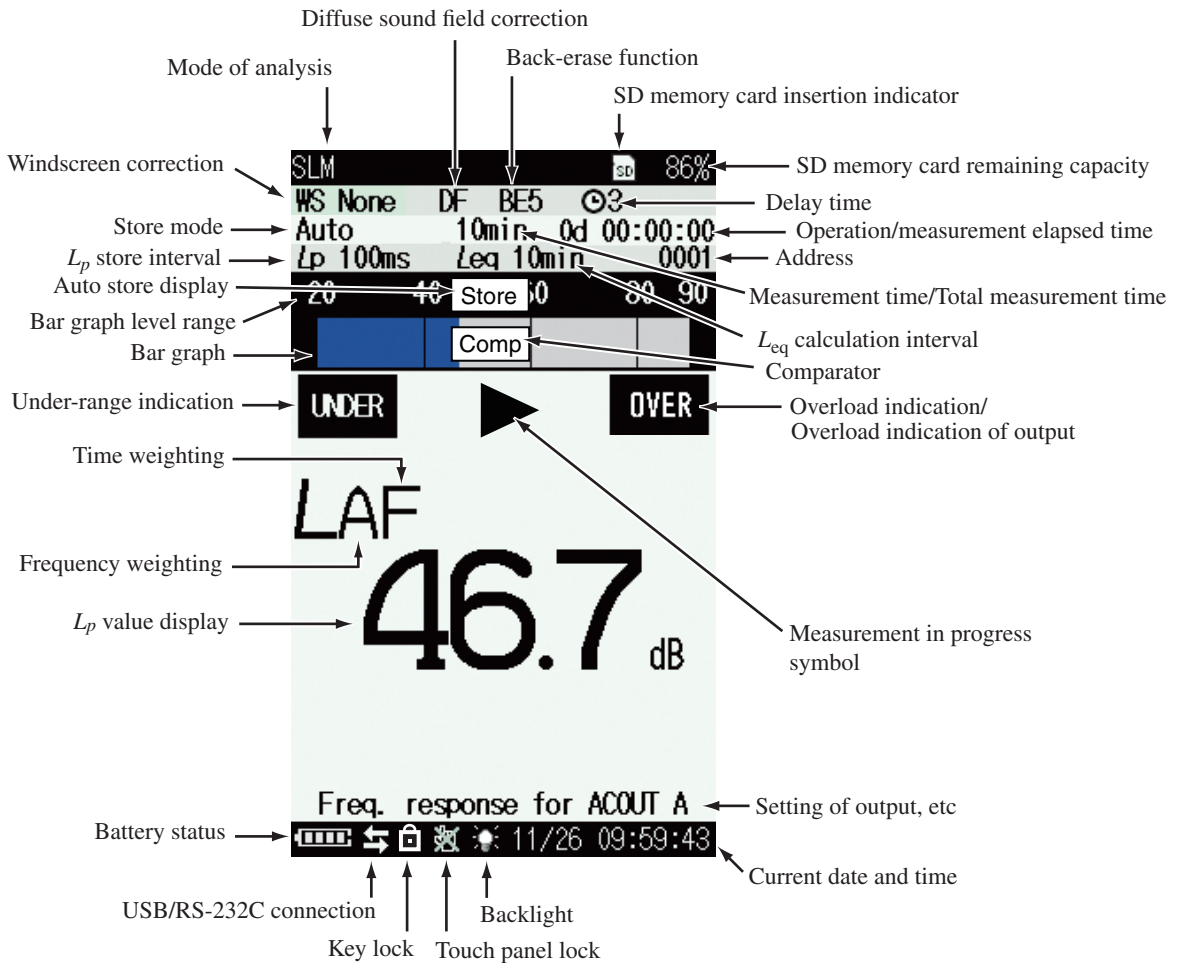 Diffuse sound field correction
Back-erase function
Mode of analysis
SD memory card insertion indicator
Windscreen correction
SLM SD 86%
SD memory card remaining capacity
WS None DF BE5 3
Delay time
Store mode
Auto 10min 0d 00:00:00
Operation/measurement elapsed time
Lp store interval
Lp 100ms Leq 10min 0001
Address
Auto store display
20 40 Store 60 80 90
Measurement time/Total measurement time
Bar graph level range
Leq calculation interval
Bar graph
Comp
Comparator
Under-range indication
UNDER OVER
Overload indication/
Overload indication of output
Time weighting
LAF
Frequency weighting
Lp value display
46.7 dB
Measurement in progress
symbol
Freq. response for ACOUT A
Setting of output, etc
Battery status
11/26 09:59:43
Current date and time
USB/RS-232C connection
Backlight
Key lock
Touch panel lock